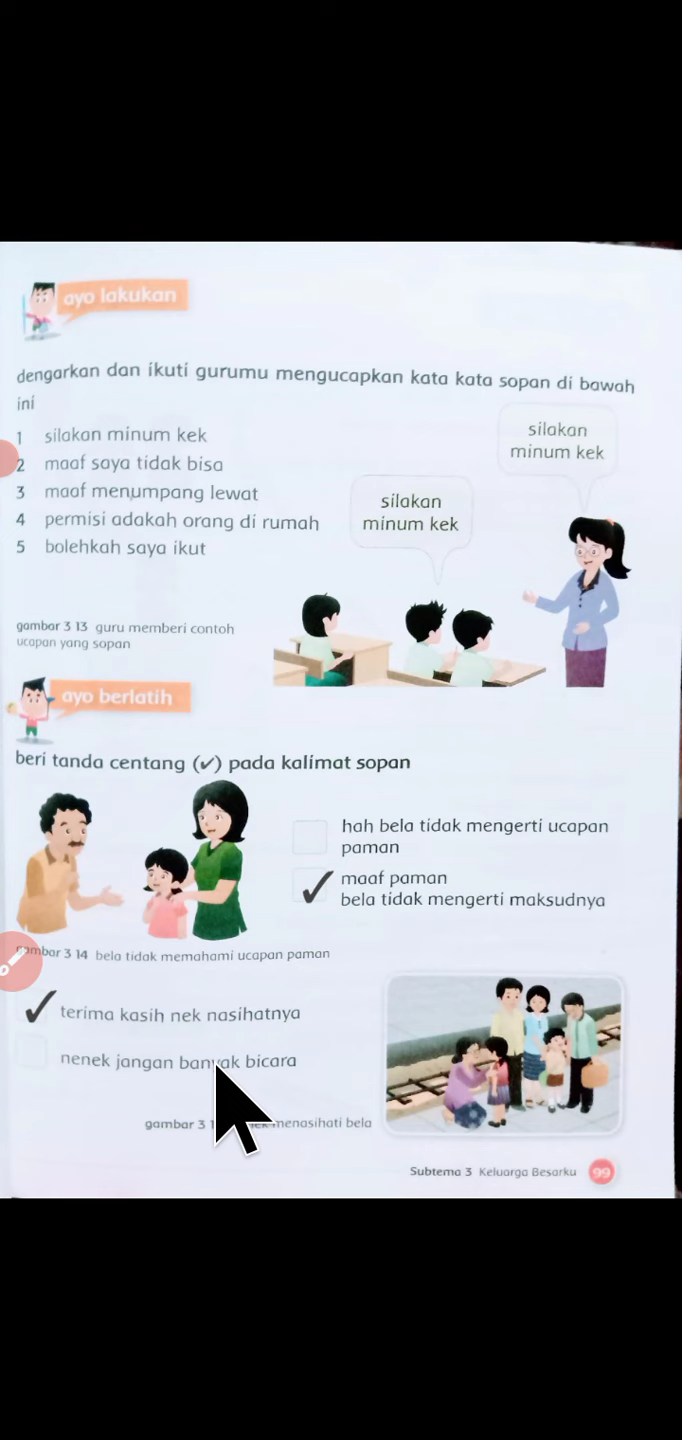 ayo lakukan
dengarkan dan ikuti gurumu mengucapkan kata kata sopan di bawah
ini
1 silakan minum kek
2 maaf saya tidak bisa
3 maaf menumpang lewat
4 permisi adakah orang di rumah
5 bolehkah saya ikut
silakan
minum kek
silakan
minum kek
gambar 3 13 guru memberi contoh
ucapan yang sopan
ayo berlatih
beri tanda centang (✓) pada kalimat sopan
hah bela tidak mengerti ucapan
paman
✓ maaf paman
bela tidak mengerti maksudnya
gambar 3 14 bela tidak memahami ucapan paman
✓ terima kasih nek nasihatnya
nenek jangan banyak bicara
gambar 3 menasihati bela
Subtema 3 Keluarga Besarku 99